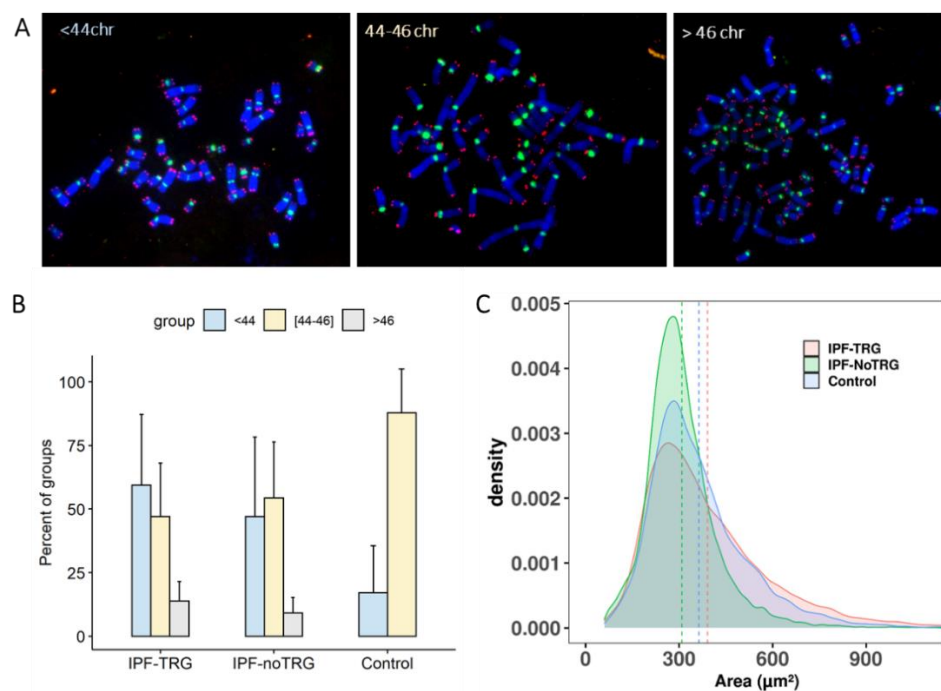 A
<44chr
44-46 chr
> 46 chr
B
group <44 [44-46] >46
Percent of groups
100
75
50
25
0
IPF-TRG IPF-noTRG Control
C
IPF-TRG
IPF-NoTRG
Control
density
0.005
0.004
0.003
0.002
0.001
0.000
0 300 600 900
Area (µm²)